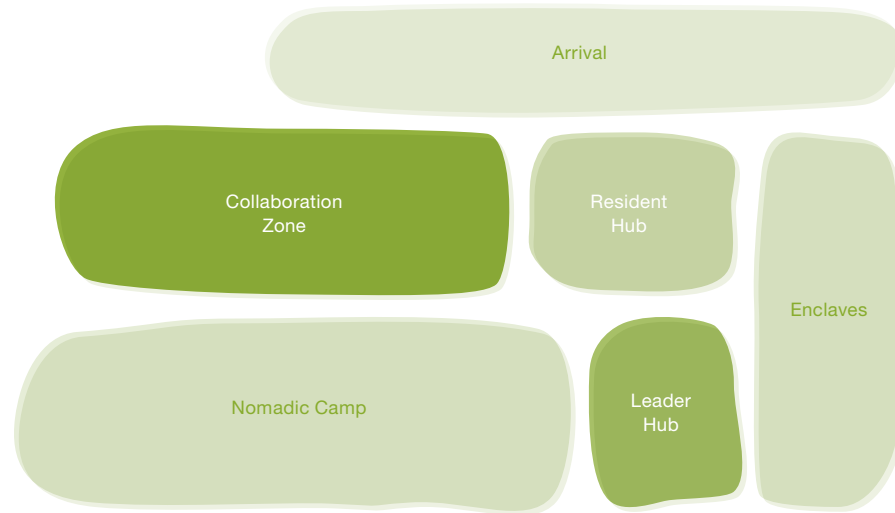 Arrival
Collaboration
Zone
Resident
Hub
Enclaves
Nomadic Camp
Leader
Hub